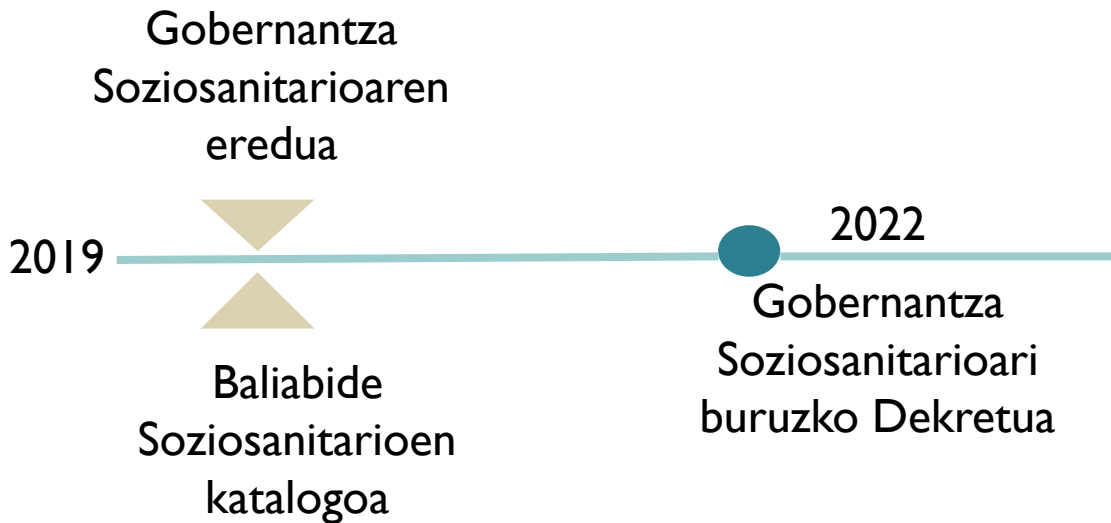 Gobernantza
Soziosanitarioaren
eredua
2019
2022
Gobernantza
Soziosanitarioari
buruzko Dekretua
Baliabide
Soziosanitarioen
katalogoa